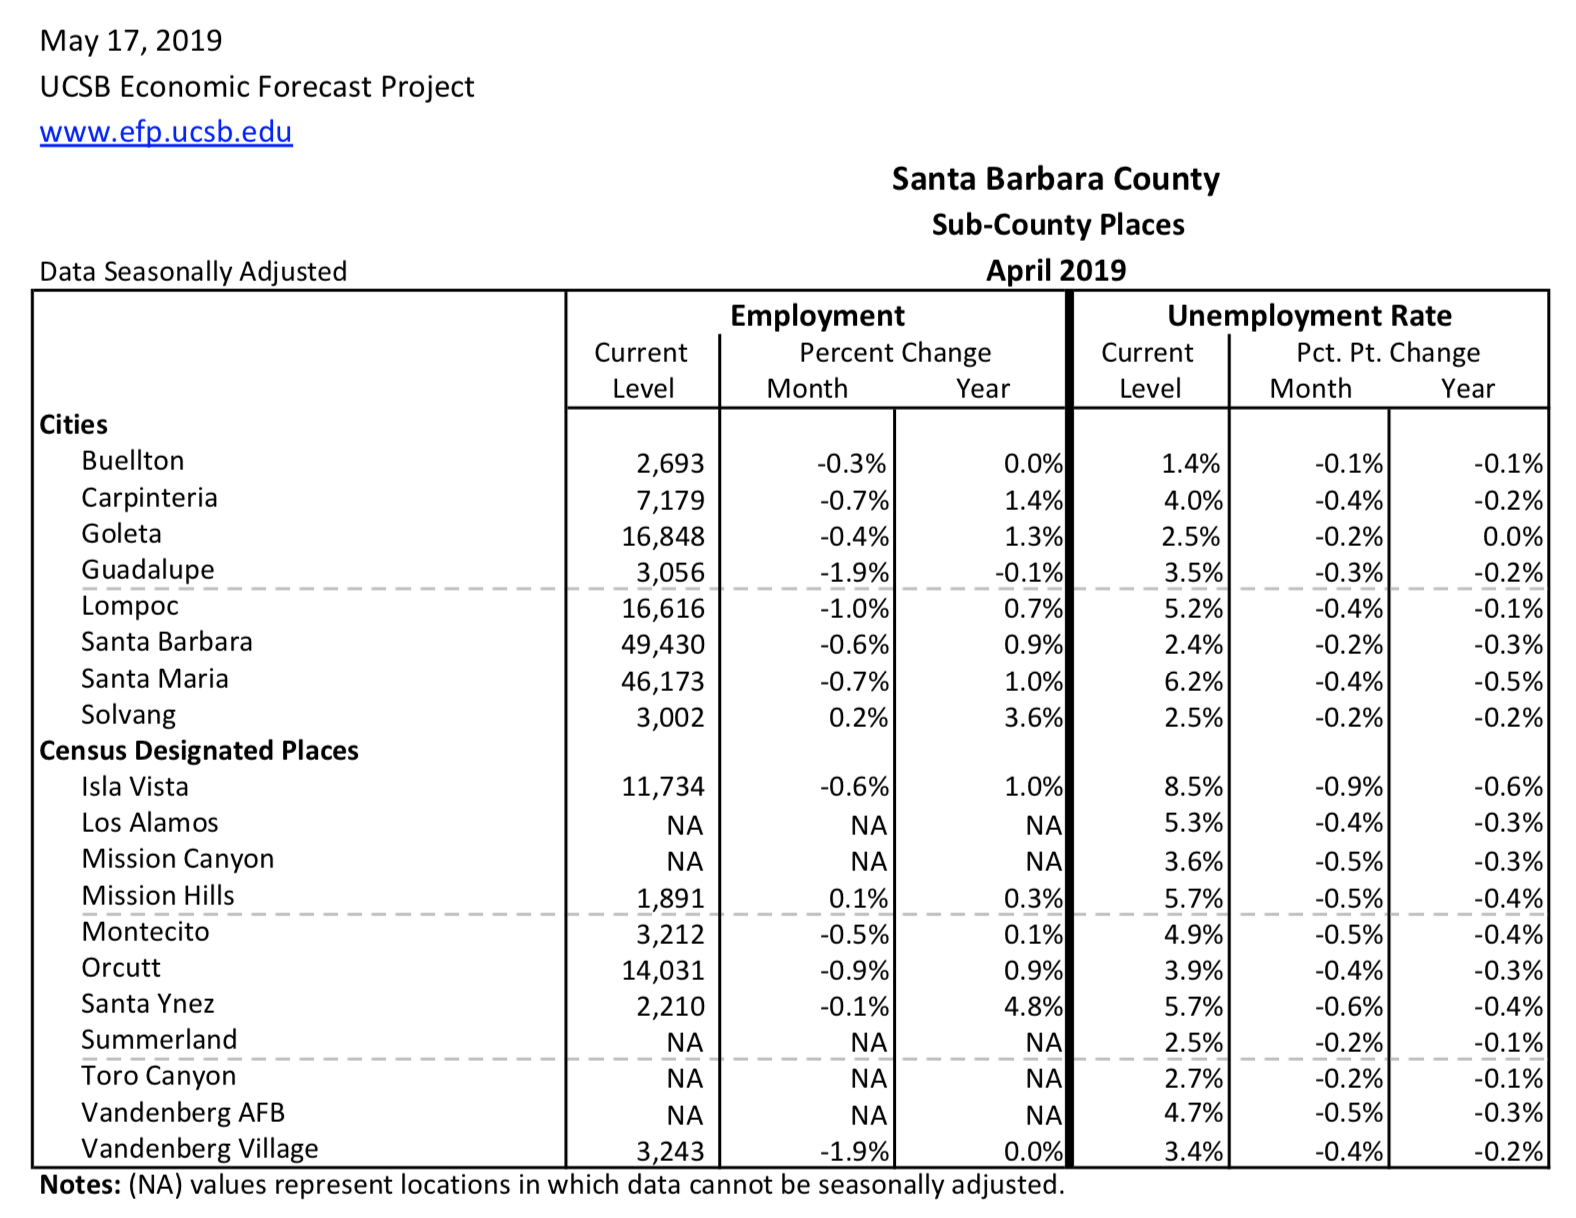 May 17, 2019
UCSB Economic Forecast Project
www.efp.ucsb.edu
Santa Barbara County
Sub-County Places
Data Seasonally Adjusted April 2019
Employment Unemployment Rate
Current Percent Change Current Pct. Pt. Change
Level Month Year Level Month Year
Cities
Buellton 2,693 -0.3% 0.0% 1.4% -0.1% -0.1%
Carpinteria 7,179 -0.7% 1.4% 4.0% -0.4% -0.2%
Goleta 16,848 -0.4% 1.3% 2.5% -0.2% 0.0%
Guadalupe 3,056 -1.9% -0.1% 3.5% -0.3% -0.2%
Lompoc 16,616 -1.0% 0.7% 5.2% -0.4% -0.1%
Santa Barbara 49,430 -0.6% 0.9% 2.4% -0.2% -0.3%
Santa Maria 46,173 -0.7% 1.0% 6.2% -0.4% -0.5%
Solvang 3,002 0.2% 3.6% 2.5% -0.2% -0.2%
Census Designated Places
Isla Vista 11,734 -0.6% 1.0% 8.5% -0.9% -0.6%
Los Alamos NA NA NA 5.3% -0.4% -0.3%
Mission Canyon NA NA NA 3.6% -0.5% -0.3%
Mission Hills 1,891 0.1% 0.3% 5.7% -0.5% -0.4%
Montecito 3,212 -0.5% 0.1% 4.9% -0.5% -0.4%
Orcutt 14,031 -0.9% 0.9% 3.9% -0.4% -0.3%
Santa Ynez 2,210 -0.1% 4.8% 5.7% -0.6% -0.4%
Summerland NA NA NA 2.5% -0.2% -0.1%
Toro Canyon NA NA NA 2.7% -0.2% -0.1%
Vandenberg AFB NA NA NA 4.7% -0.5% -0.3%
Vandenberg Village 3,243 -1.9% 0.0% 3.4% -0.4% -0.2%
Notes: (NA) values represent locations in which data cannot be seasonally adjusted.